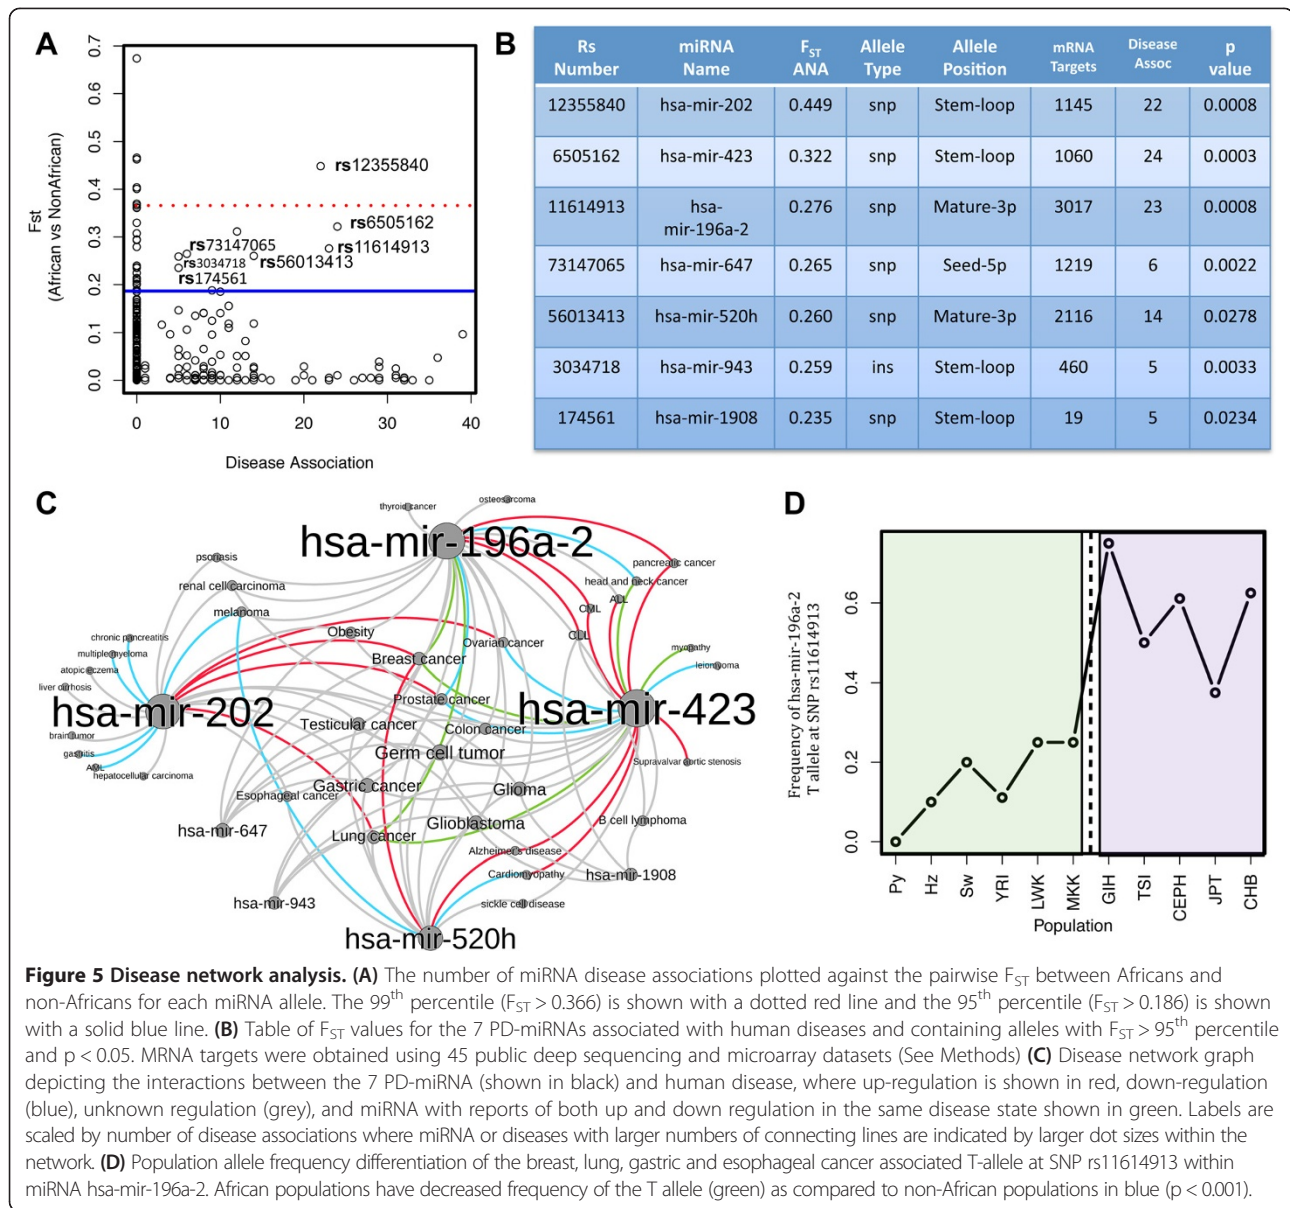 A
0.7
0.6
0.5
0.4
0.3
0.2
0.1
0.0
Fst
(African vs NonAfrican)
rs12355840
rs6505162
rs11614913
rs73147065
rs3034718
rs56013413
rs174561
0 10 20 30 40
Disease Association
B
Rs Number miRNA Name FST ANA Allele Type Allele Position mRNA Targets Disease Assoc p value
12355840 hsa-mir-202 0.449 snp Stem-loop 1145 22 0.0008
6505162 hsa-mir-423 0.322 snp Stem-loop 1060 24 0.0003
11614913 hsa-mir-196a-2 0.276 snp Mature-3p 3017 23 0.0008
73147065 hsa-mir-647 0.265 snp Seed-5p 1219 6 0.0022
56013413 hsa-mir-520h 0.260 snp Mature-3p 2116 14 0.0278
3034718 hsa-mir-943 0.259 ins Stem-loop 460 5 0.0033
174561 hsa-mir-1908 0.235 snp Stem-loop 19 5 0.0234
C
thyroid cancer
osteosarcoma
hsa-mir-196a-2
psoriasis
pancreatic cancer
renal cell carcinoma
head and neck cancer
melanoma
ALL
CML
Obesity
CLL
chronic pancreatitis
Ovarian cancer
myopathy
multiple myeloma
Breast cancer
leiomyoma
atopic eczema
liver cirrhosis
Prostate cancer
hsa-mir-202
hsa-mir-423
Testicular cancer
Colon cancer
brain tumor
Germ cell tumor
gastritis
Supravalvar aortic stenosis
AML
hepatocellular carcinoma
Gastric cancer
Glioma
Esophageal cancer
B cell lymphoma
hsa-mir-647
Glioblastoma
Lung cancer
Alzheimer's disease
Cardiomyopathy
hsa-mir-1908
hsa-mir-943
sickle cell disease
hsa-mir-520h
D
Frequency of hsa-mir-196a-2
T allele at SNP rs11614913
0.6
0.4
0.2
0.0
Py Hz Sw YRI LWK MKK GIH TSI CEPH JPT CHB
Population
Figure 5 Disease network analysis. (A) The number of miRNA disease associations plotted against the pairwise FST between Africans and
non-Africans for each miRNA allele. The 99th percentile (FST > 0.366) is shown with a dotted red line and the 95th percentile (FST > 0.186) is shown
with a solid blue line. (B) Table of FST values for the 7 PD-miRNAs associated with human diseases and containing alleles with FST > 95th percentile
and p < 0.05. MRNA targets were obtained using 45 public deep sequencing and microarray datasets (See Methods) (C) Disease network graph
depicting the interactions between the 7 PD-miRNA (shown in black) and human disease, where up-regulation is shown in red, down-regulation
(blue), unknown regulation (grey), and miRNA with reports of both up and down regulation in the same disease state shown in green. Labels are
scaled by number of disease associations where miRNA or diseases with larger numbers of connecting lines are indicated by larger dot sizes within the
network. (D) Population allele frequency differentiation of the breast, lung, gastric and esophageal cancer associated T-allele at SNP rs11614913 within
miRNA hsa-mir-196a-2. African populations have decreased frequency of the T allele (green) as compared to non-African populations in blue (p < 0.001).